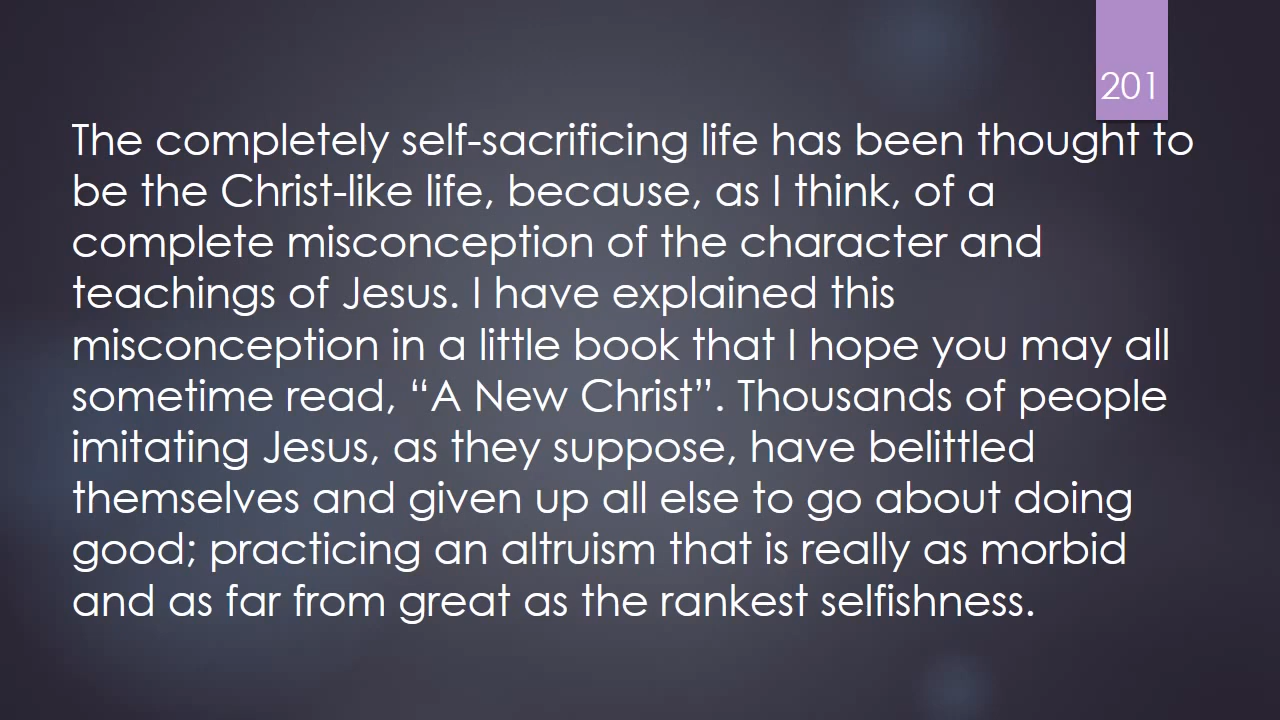 201
The completely self-sacrificing life has been thought to
be the Christ-like life, because, as I think, of a
complete misconception of the character and
teachings of Jesus. I have explained this
misconception in a little book that I hope you may all
sometime read, “A New Christ”. Thousands of people
imitating Jesus, as they suppose, have belittled
themselves and given up all else to go about doing
good; practicing an altruism that is really as morbid
and as far from great as the rankest selfishness.